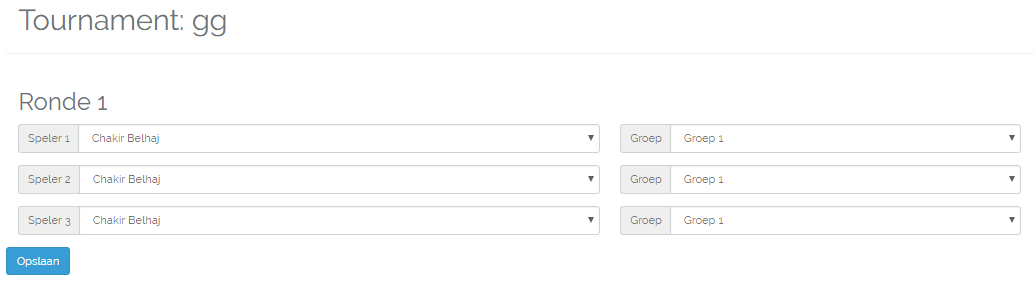 Tournament: gg
Ronde 1
Speler 1 Chakir Belhaj Groep Groep 1
Speler 2 Chakir Belhaj Groep Groep 1
Speler 3 Chakir Belhaj Groep Groep 1
Opslaan